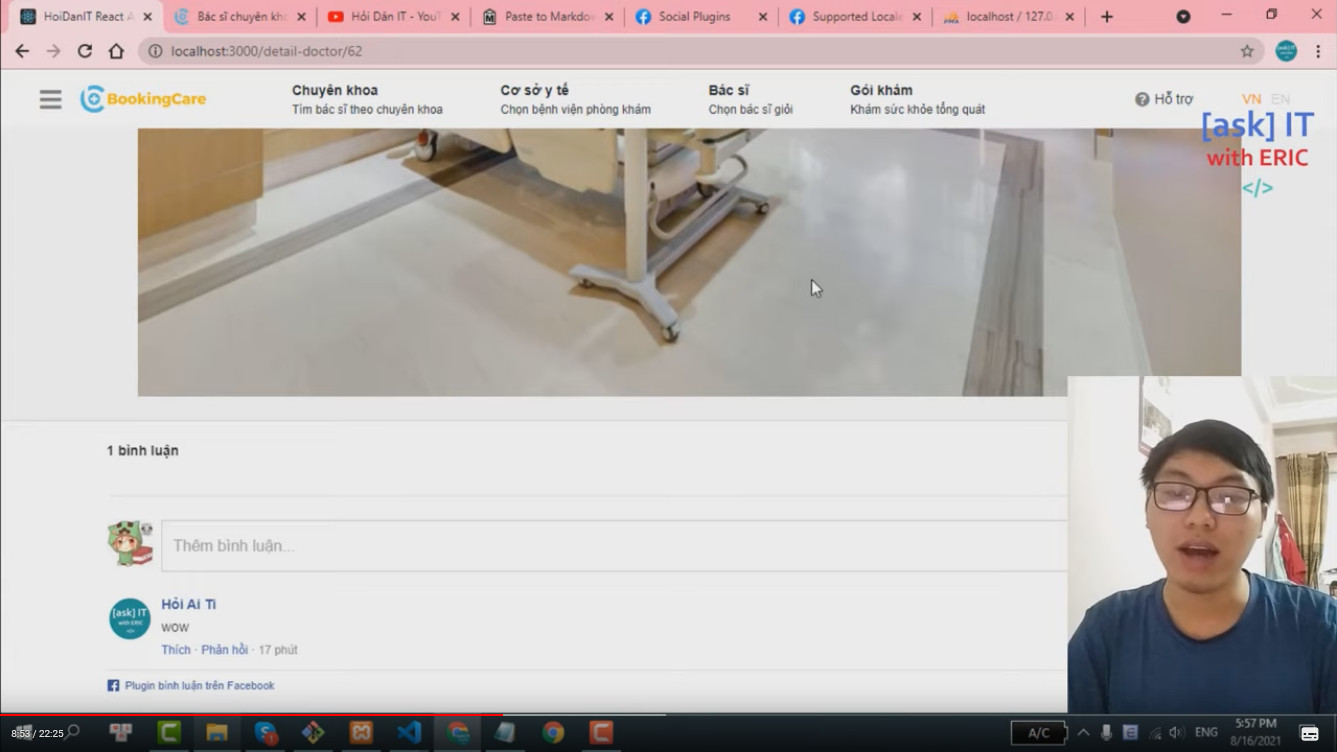 HoiDanIT React A
Bác sĩ chuyên kh
Hỏi Dân IT - YouT
Paste to Markdo
Social Plugins
Supported Locale
localhost / 127.0.
localhost:3000/detail-doctor/62
BookingCare
Chuyên khoa
Tìm bác sĩ theo chuyên khoa
Cơ sở y tế
Chọn bệnh viện phòng khám
Bác sĩ
Chọn bác sĩ giỏi
Gói khám
Khám sức khỏe tổng quát
Hỗ trợ
VN EN
[ask] IT
with ERIC
</>
1 bình luận
Thêm bình luận...
[ask] IT
with ERIC
</>
Hỏi Ai Ti
WOW
Thích · Phản hồi · 17 phút
Plugin bình luận trên Facebook
8:53 / 22:25
A/C
ENG
5:57 PM
8/16/2021